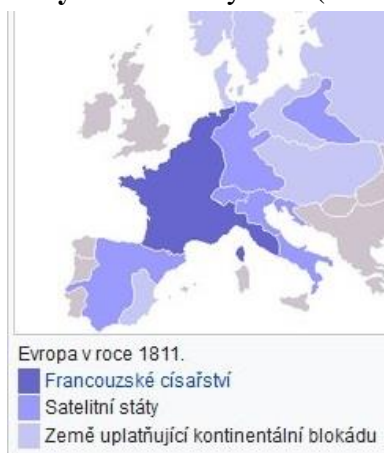 Evropa v roce 1811.
Francouzské císařství
Satelitní státy
Země uplatňující kontinentální blokádu